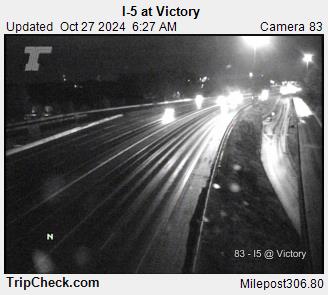 I-5 at Victory
Updated Oct 27 2024 6:27 AM Camera 83
T
N
83 - I5 @ Victory
TripCheck.com Milepost306.80